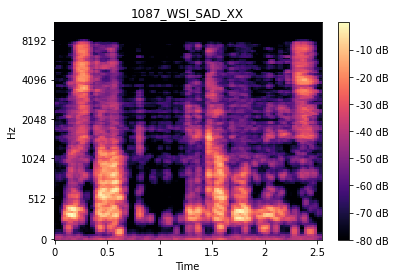 1087_WSI_SAD_XX
8192
4096
2048
1024
512
0
Hz
0
0.5
1
1.5
2
2.5
Time
-10 dB
-20 dB
-30 dB
-40 dB
-50 dB
-60 dB
-70 dB
-80 dB